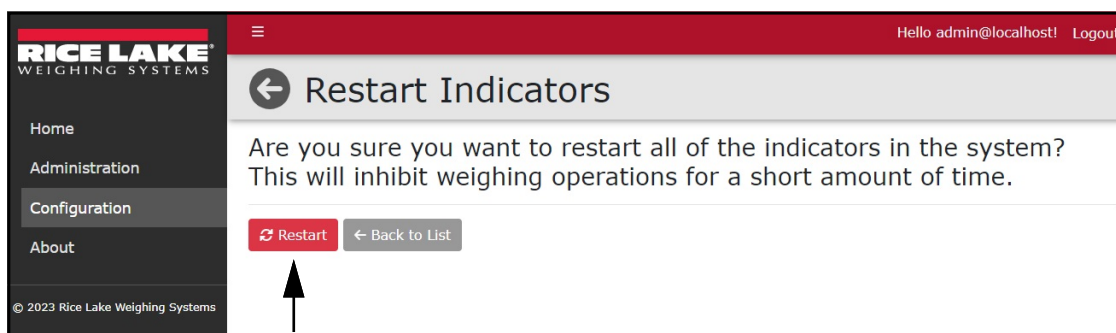 RICE LAKE®
WEIGHING SYSTEMS
Home
Administration
Configuration
About
© 2023 Rice Lake Weighing Systems
Hello admin@localhost! Logout
Restart Indicators
Are you sure you want to restart all of the indicators in the system?
This will inhibit weighing operations for a short amount of time.
Restart
← Back to List